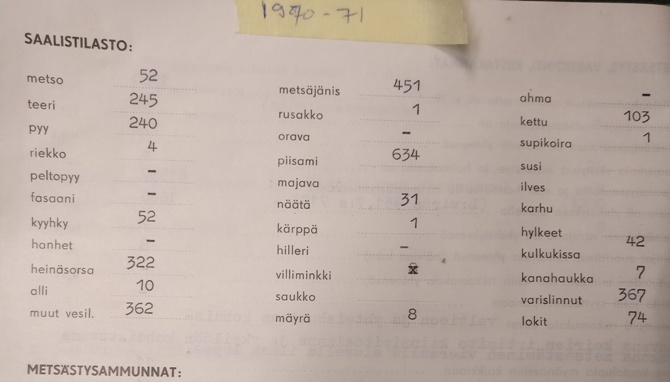 1970-71
SAALISTILASTO:
metso 52
teeri 245
pyy 240
riekko 4
peltopyy -
fasaani -
kyyhky 52
hanhet -
heinäsorsa 322
alli 10
muut vesil. 362
metsäjänis 451
rusakko 1
orava -
piisami 634
majava
näätä 31
kärppä 1
hilleri -
villiminkki
saukko
mäyrä 8
ahma -
kettu 103
supikoira 1
susi
ilves
karhu
hylkeet
kulkukissa 42
kanahaukka 7
varislinnut 367
lokit 74
METSÄSTYSAMMUNNAT: